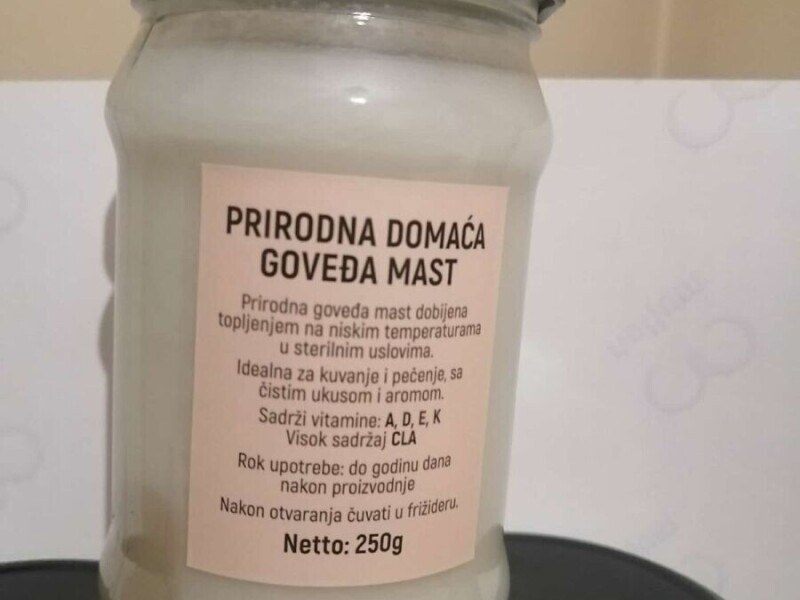 PRIRODNA DOMAĆA
GOVEĐA MAST
Prirodna goveđa mast dobijena
topljenjem na niskim temperaturama
u sterilnim uslovima.
Idealna za kuvanje i pečenje, sa
čistim ukusom i aromom.
Sadrži vitamine: A, D, E, K
Visok sadržaj CLA
Rok upotrebe: do godinu dana
nakon proizvodnje
Nakon otvaranja čuvati u frižideru.
Netto: 250g